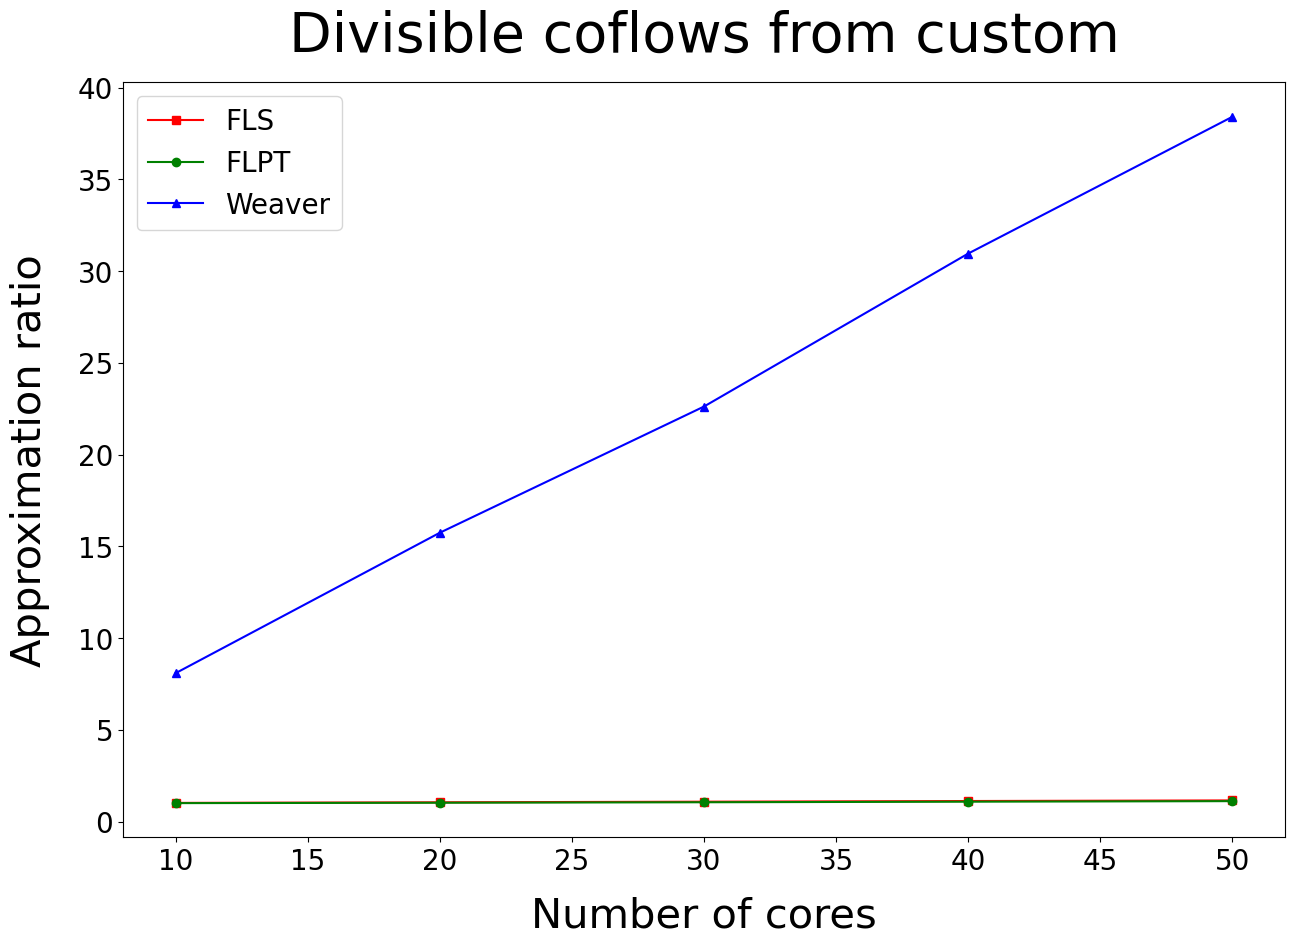 Divisible coflows from custom
40
35
30
25
20
15
10
5
0
FLS
FLPT
Weaver
Approximation ratio
10 15 20 25 30 35 40 45 50
Number of cores